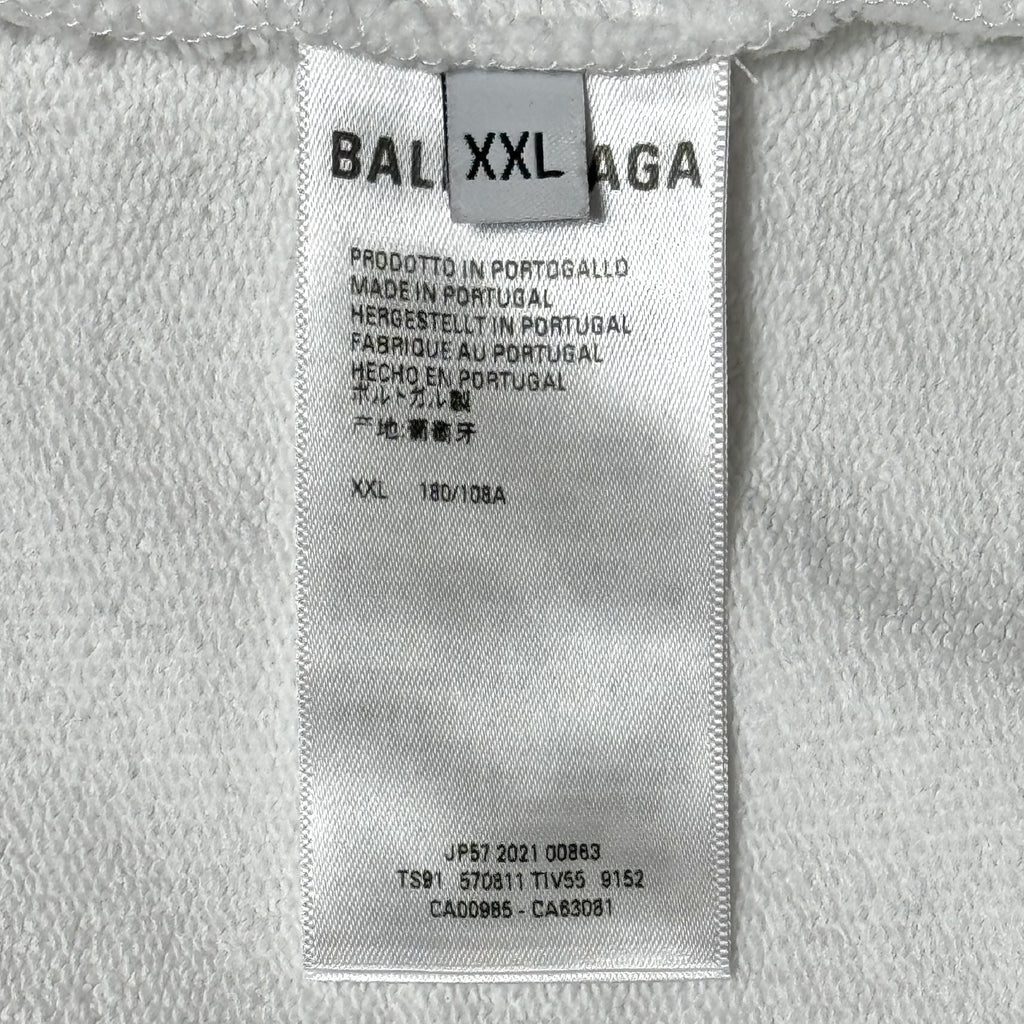 BAL AGA
XXL
PRODOTTO IN PORTOGALLO
MADE IN PORTUGAL
HERGESTELLT IN PORTUGAL
FABRIQUE AU PORTUGAL
HECHO EN PORTUGAL
ポルトガル製
产地:葡萄牙
XXL 180/108A
JP57 2021 00863
TS91 570811 TIV55 9152
CA00985 - CA63081